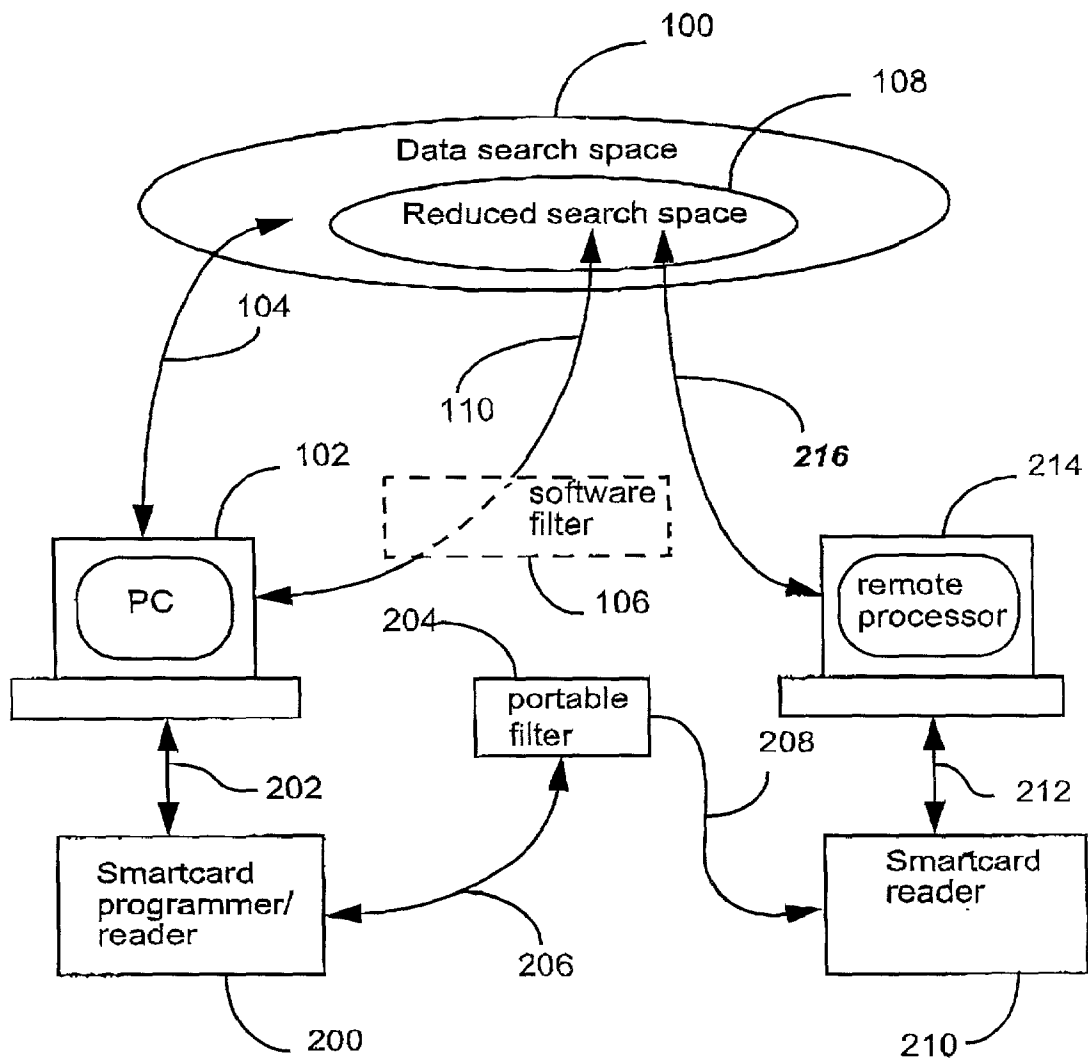 100
108
Data search space
Reduced search space
104
110
216
102
software
filter
214
PC
106
remote
processor
204
portable
filter
208
202
212
Smartcard
programmer/
reader
Smartcard
reader
206
200
210